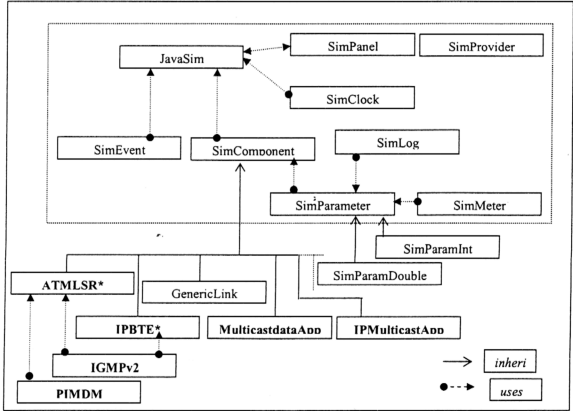 JavaSim
SimPanel
SimProvider
SimClock
SimEvent
SimComponent
SimLog
SimParameter
SimMeter
SimParamInt
SimParamDouble
ATMLSR*
GenericLink
IPBTE*
MulticastdataApp
IPMulticastApp
IGMPv2
PIMDM
inheri
uses